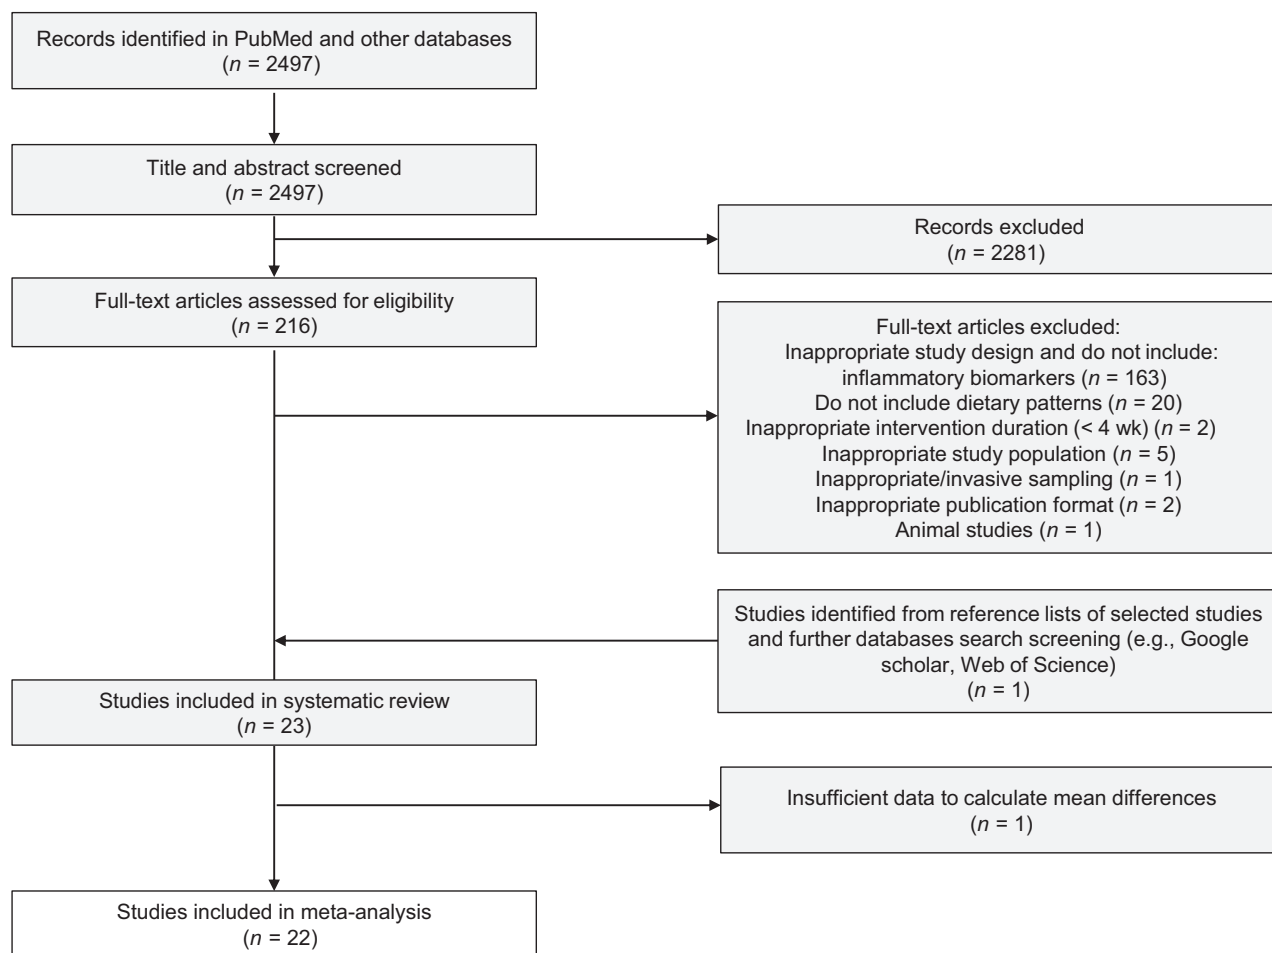 Records identified in PubMed and other databases
(n = 2497)
Title and abstract screened
(n = 2497)
Records excluded
(n = 2281)
Full-text articles assessed for eligibility
(n = 216)
Full-text articles excluded:
Inappropriate study design and do not include:
inflammatory biomarkers (n = 163)
Do not include dietary patterns (n = 20)
Inappropriate intervention duration (< 4 wk) (n = 2)
Inappropriate study population (n = 5)
Inappropriate/invasive sampling (n = 1)
Inappropriate publication format (n = 2)
Animal studies (n = 1)
Studies identified from reference lists of selected studies
and further databases search screening (e.g., Google
scholar, Web of Science)
(n = 1)
Studies included in systematic review
(n = 23)
Insufficient data to calculate mean differences
(n = 1)
Studies included in meta-analysis
(n = 22)